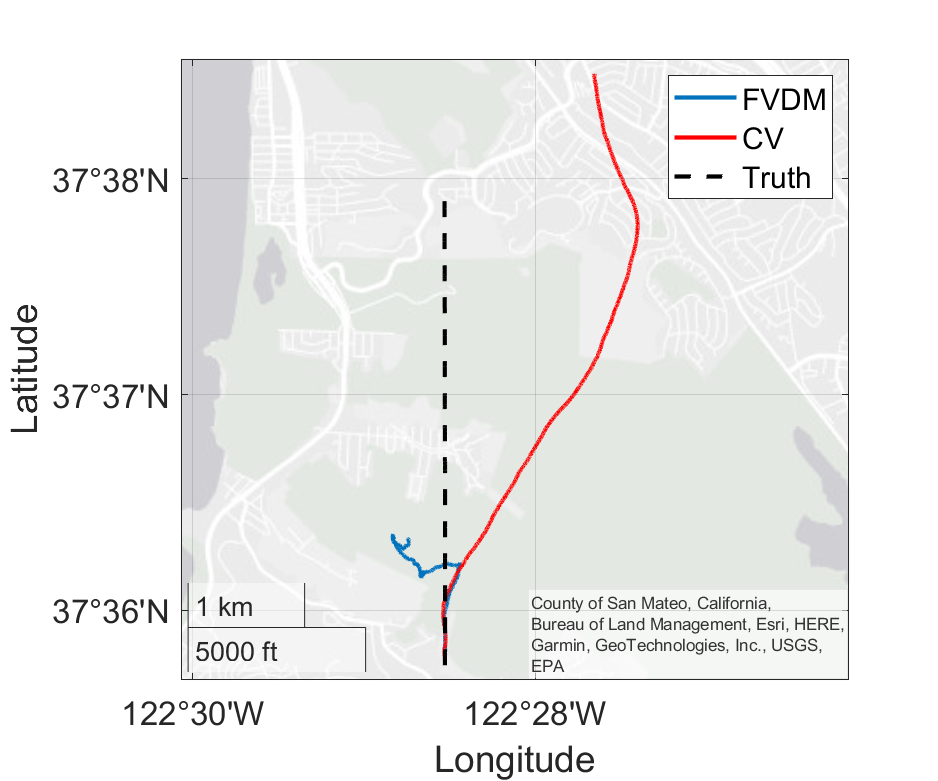 FVDM
CV
Truth
Latitude
37°38'N
37°37'N
37°36'N
1 km
5000 ft
County of San Mateo, California,
Bureau of Land Management, Esri, HERE,
Garmin, GeoTechnologies, Inc., USGS,
EPA
122°30'W
122°28'W
Longitude